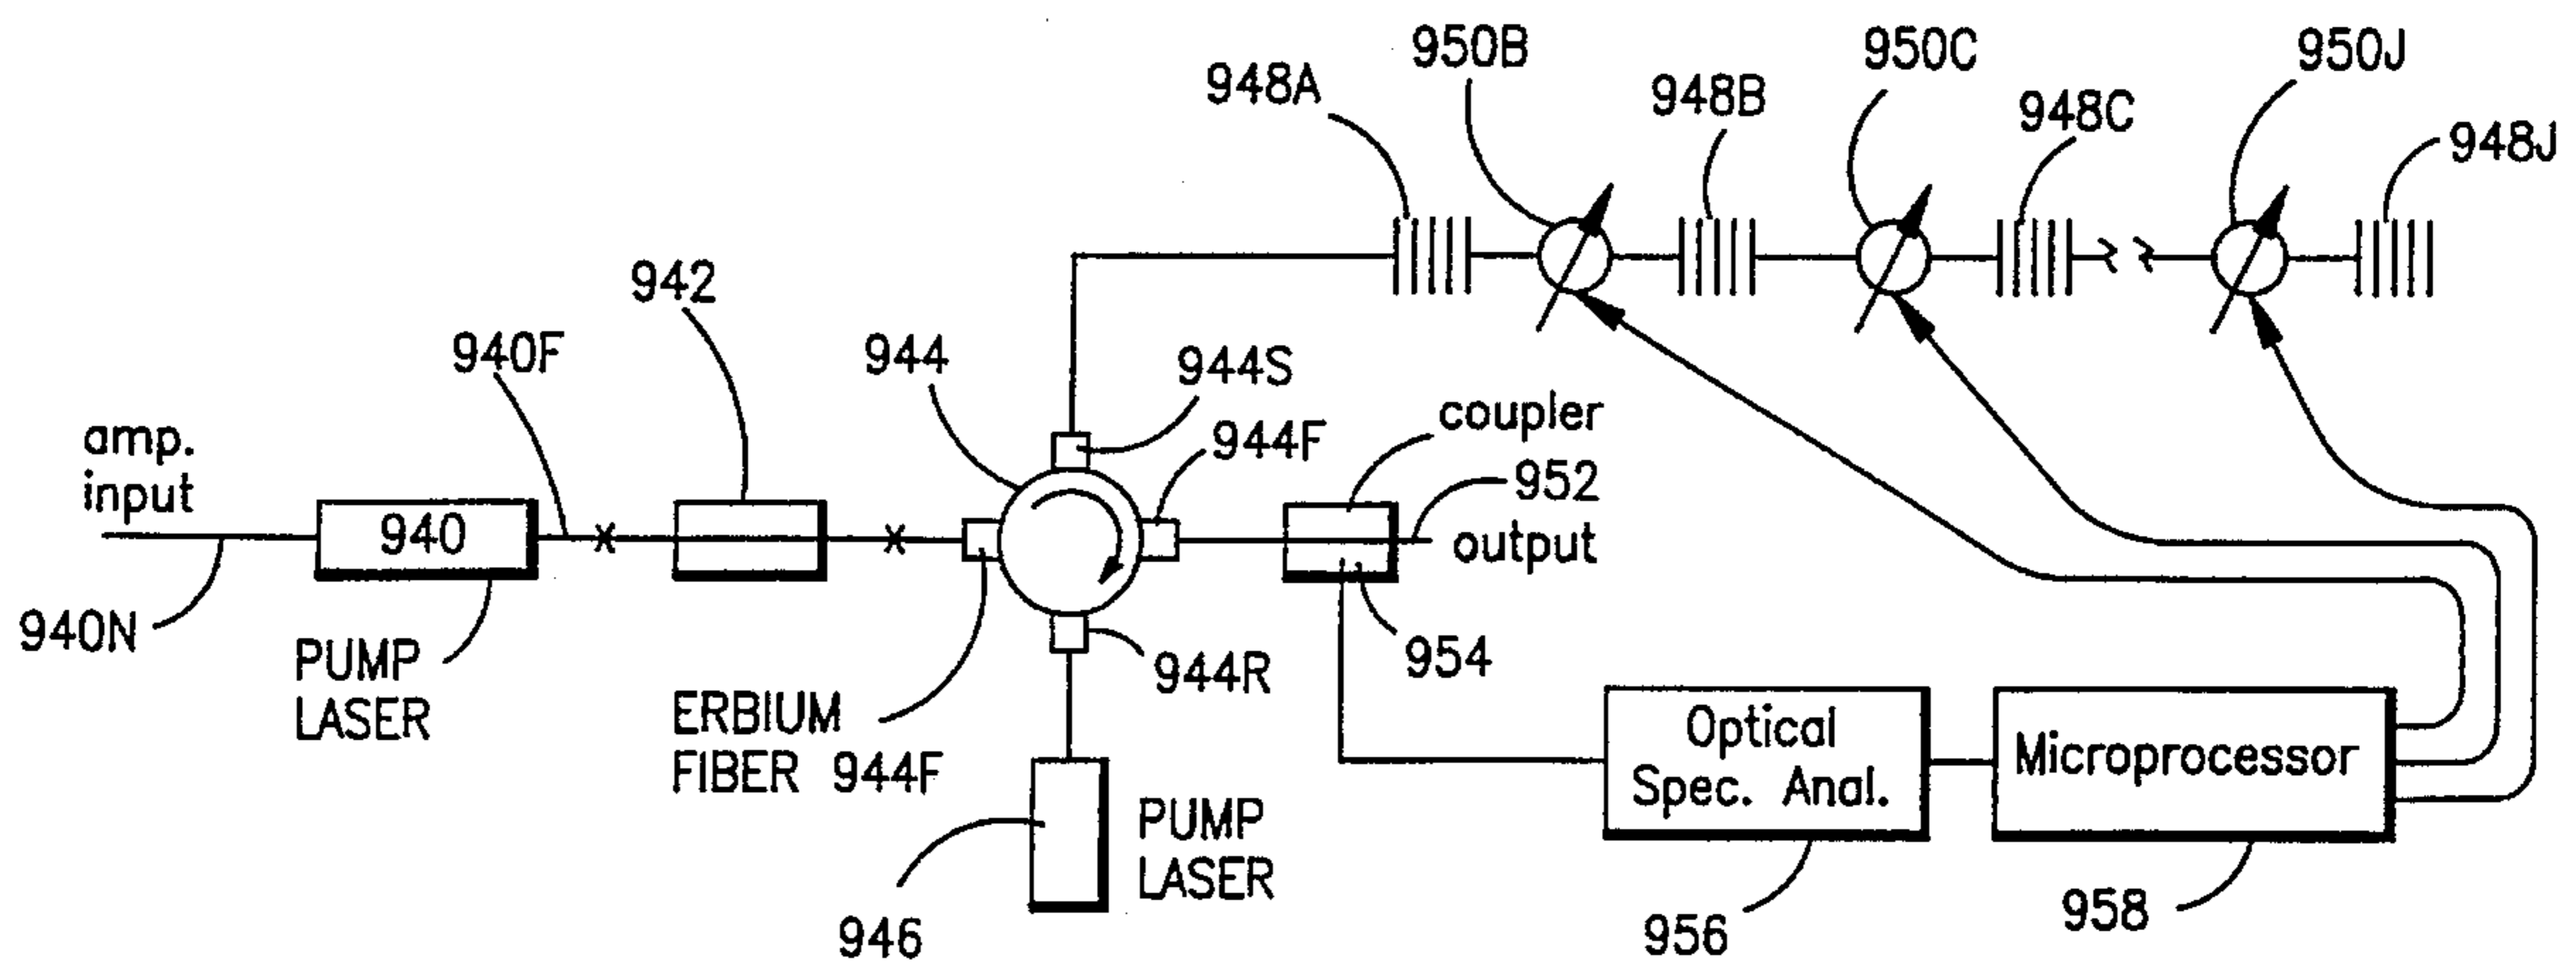 950B
950C
950J
948A
948B
948C
948J
942
940F
944
944S
944F
coupler
952
output
amp.
input
940
940N
PUMP
LASER
944R
954
ERBIUM
FIBER 944F
PUMP
LASER
946
Optical
Spec. Anal.
Microprocessor
956
958